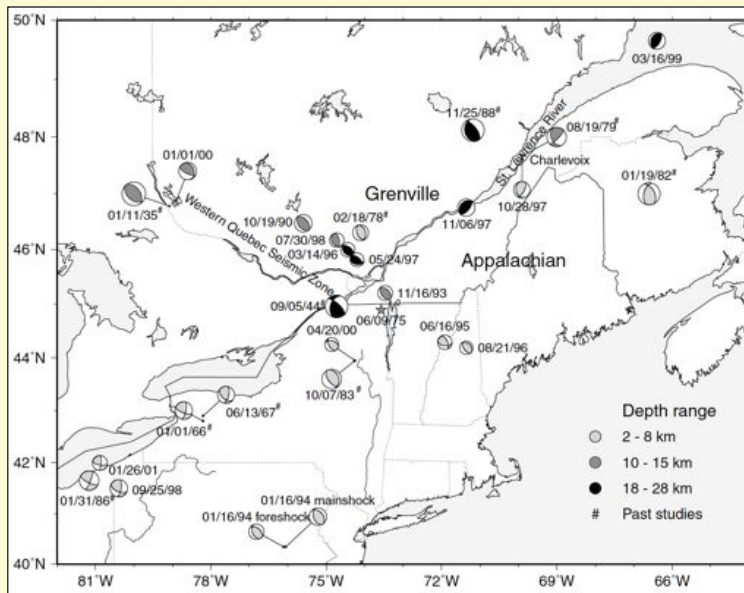 50°N
03/16/99
11/25/88#
St. Lawrence River
08/19/79#
48°N
Charlevoix
01/01/00
Grenville
01/19/82#
01/11/35#
Western Quebec Seismic Zone
10/19/90
02/18/78#
10/28/97
07/30/98
11/06/97
46°N
03/14/96
05/24/97
Appalachian
11/16/93
09/05/44#
06/09/75
04/20/00
06/16/95
44°N
08/21/96
10/07/83#
06/13/67#
Depth range
01/01/66#
2 - 8 km
42°N
10 - 15 km
01/26/01
01/31/86#
09/25/98
01/16/94 mainshock
18 - 28 km
01/16/94 foreshock
# Past studies
40°N
81°W
78°W
75°W
72°W
69°W
66°W